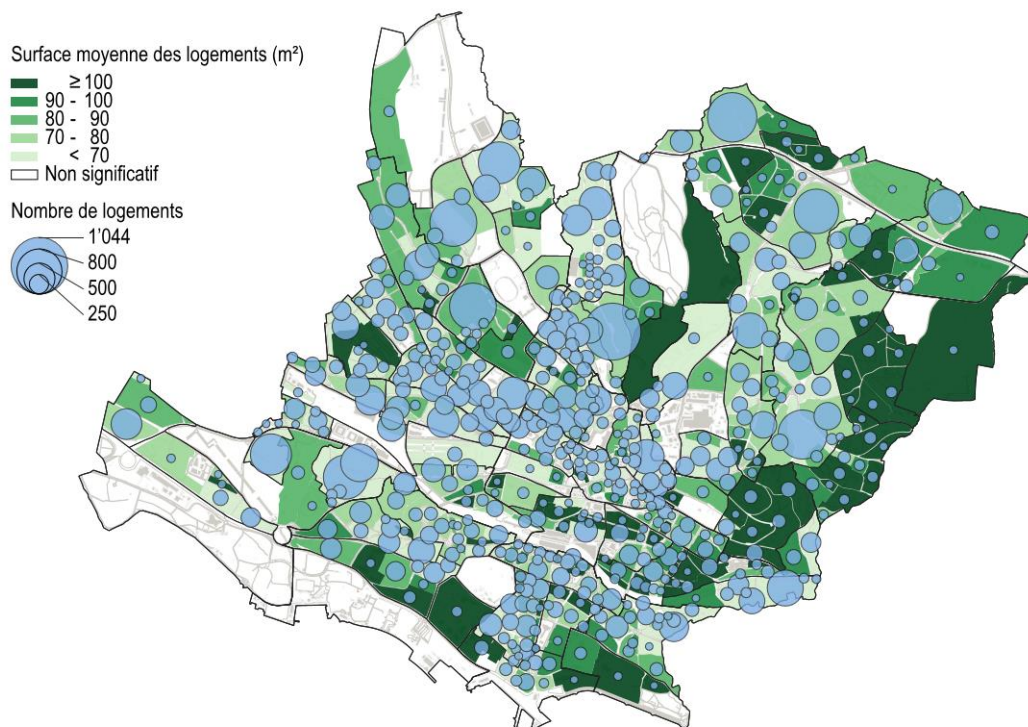 Surface moyenne des logements (m²)
≥ 100
90 - 100
80 - 90
70 - 80
< 70
Non significatif
Nombre de logements
1'044
800
500
250